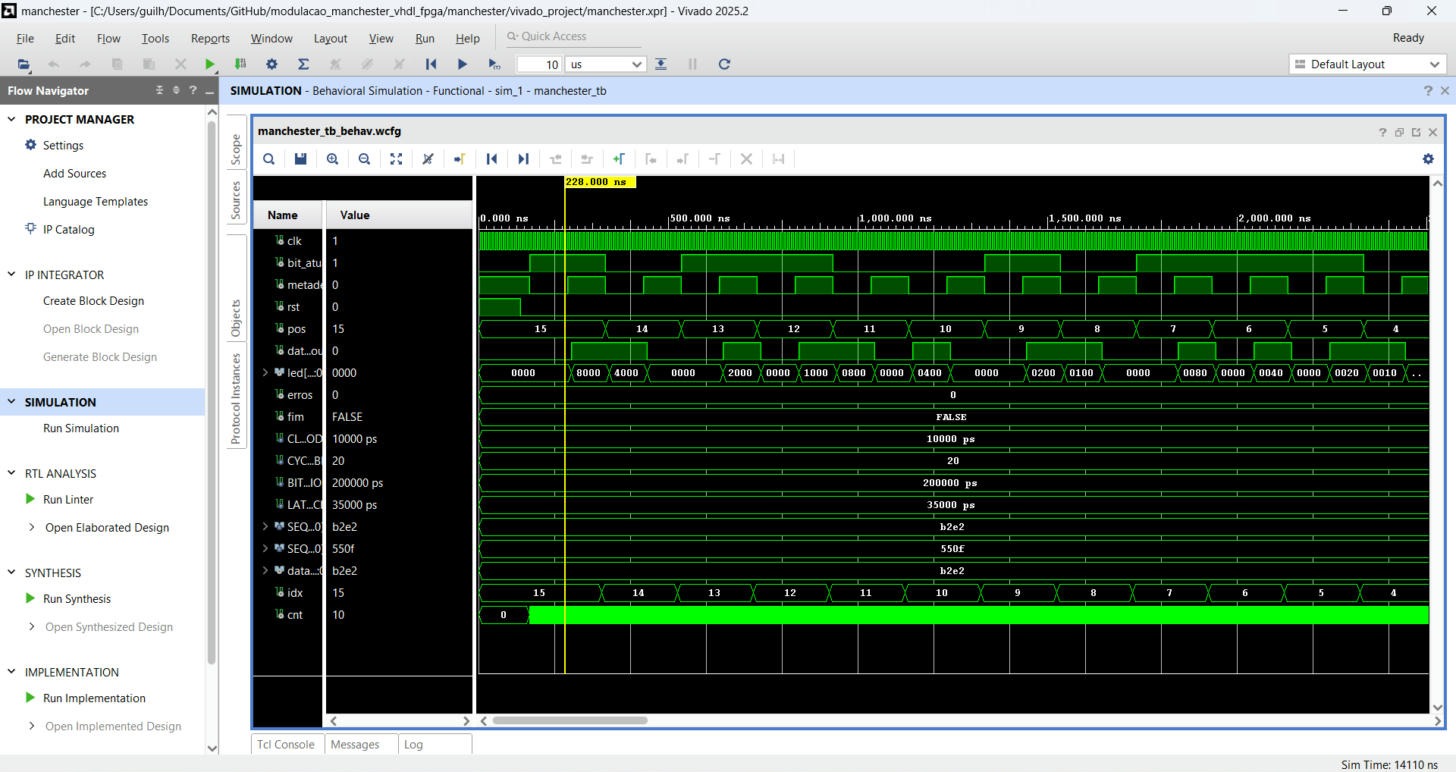 manchester - [C:/Users/guilh/Documents/GitHub/modulacao_manchester_vhdl_fpga/manchester/vivado_project/manchester.xpr] - Vivado 2025.2
File Edit Flow Tools Reports Window Layout View Run Help Quick Access Ready
10 us Default Layout
Flow Navigator
SIMULATION - Behavioral Simulation - Functional - sim_1 - manchester_tb
PROJECT MANAGER
Settings
Add Sources
Language Templates
IP Catalog
IP INTEGRATOR
Create Block Design
Open Block Design
Generate Block Design
SIMULATION
Run Simulation
RTL ANALYSIS
Run Linter
Open Elaborated Design
SYNTHESIS
Run Synthesis
Open Synthesized Design
IMPLEMENTATION
Run Implementation
Open Implemented Design
Scope
Sources
Objects
Protocol Instances
manchester_tb_behav.wcfg
228.000 ns
Name Value 0.000 ns 500.000 ns 1,000.000 ns 1,500.000 ns 2,000.000 ns
clk 1
bit_atu 1
metade 0
rst 0
pos 15 15 14 13 12 11 10 9 8 7 6 5 4
dat...ou 0
led[...:0 0000 0000 8000 4000 0000 2000 0000 1000 0800 0000 0400 0000 0200 0100 0000 0080 0000 0040 0000 0020 0010 ..
erros 0 0
fim FALSE FALSE
CL...OD 10000 ps 10000 ps
CYC...BI 20 20
BIT...IO 200000 ps 200000 ps
LAT...CI 35000 ps 35000 ps
SEQ...0] b2e2 b2e2
SEQ...0] 550f 550f
data...:( b2e2 b2e2
idx 15 15 14 13 12 11 10 9 8 7 6 5 4
cnt 10 0
Tcl Console Messages Log
Sim Time: 14110 ns